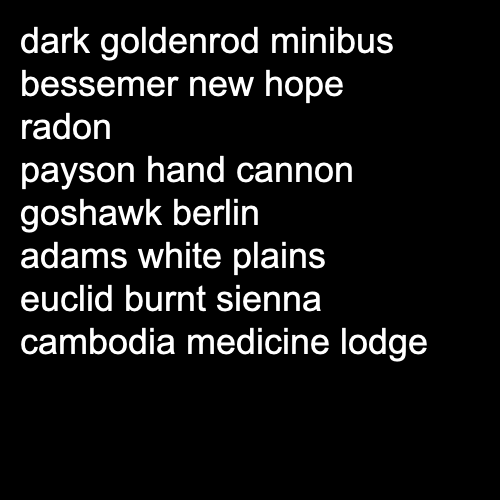 dark goldenrod minibus
bessemer new hope
radon
payson hand cannon
goshawk berlin
adams white plains
euclid burnt sienna
cambodia medicine lodge